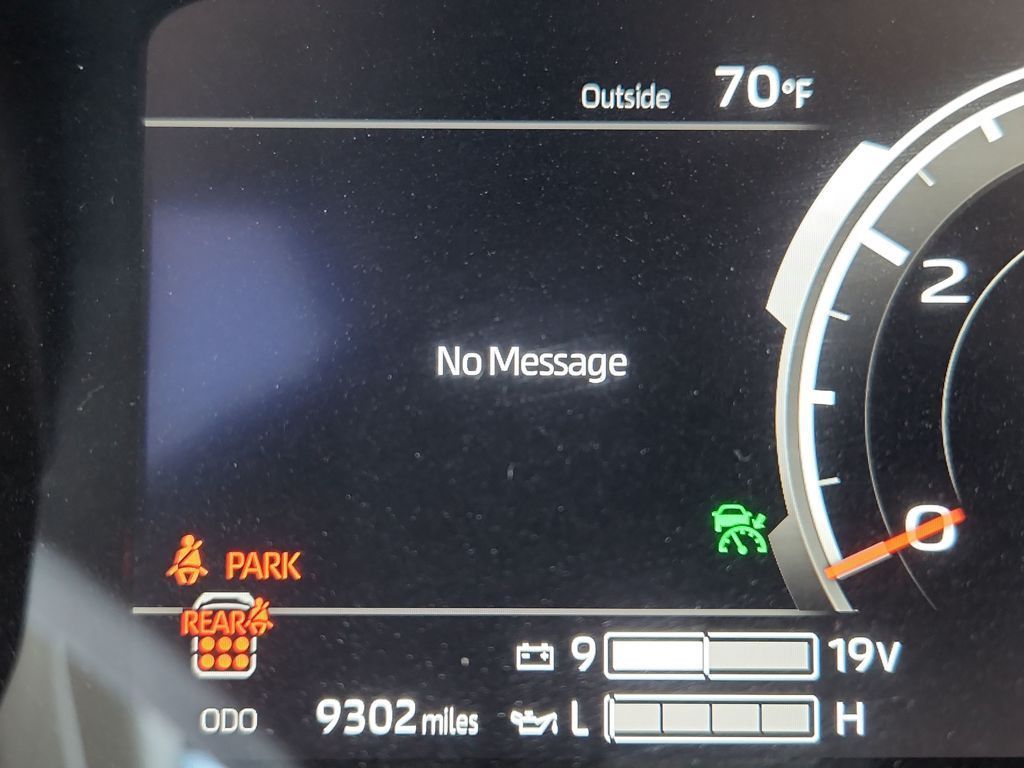 Outside 70°F
2
No Message
0
PARK
REAR
9 19V
ODO 9302 miles L H